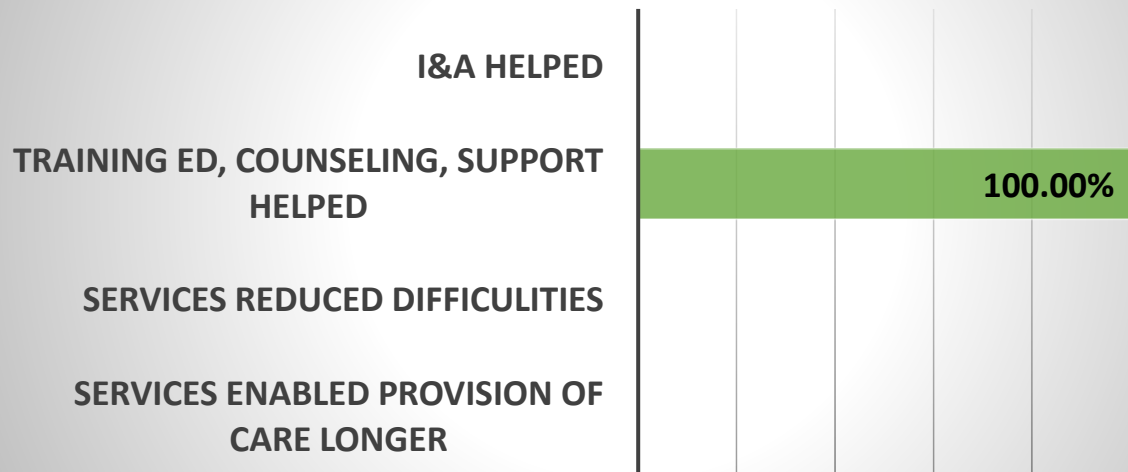 I&A HELPED
TRAINING ED, COUNSELING, SUPPORT
HELPED
100.00%
SERVICES REDUCED DIFFICULITIES
SERVICES ENABLED PROVISION OF
CARE LONGER